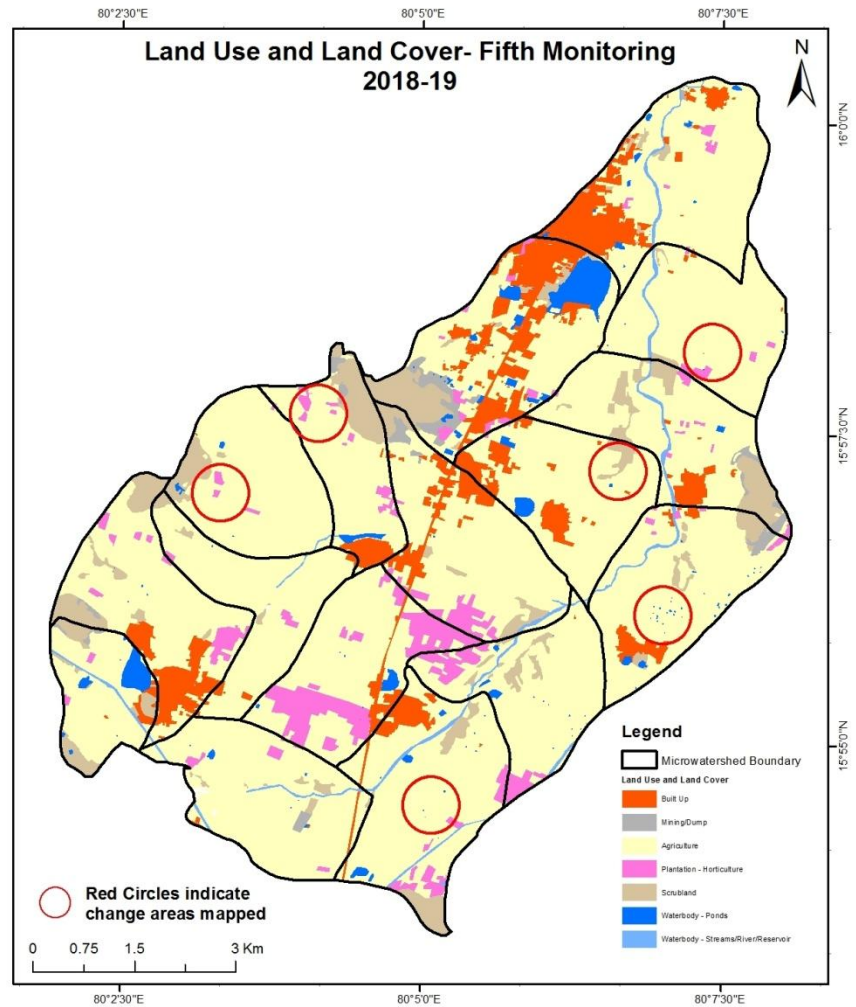 80°2'30"E 80°5'0"E 80°7'30"E
Land Use and Land Cover- Fifth Monitoring
2018-19
N
16°0'0"N
15°57'30"N
15°55'0"N
Legend
Microwatershed Boundary
Land Use and Land Cover
Built Up
Mining/Dump
Agriculture
Plantation - Horticulture
Scrubland
Waterbody - Ponds
Waterbody - Streams/River/Reservoir
Red Circles indicate
change areas mapped
0 0.75 1.5 3 Km
80°2'30"E 80°5'0"E 80°7'30"E